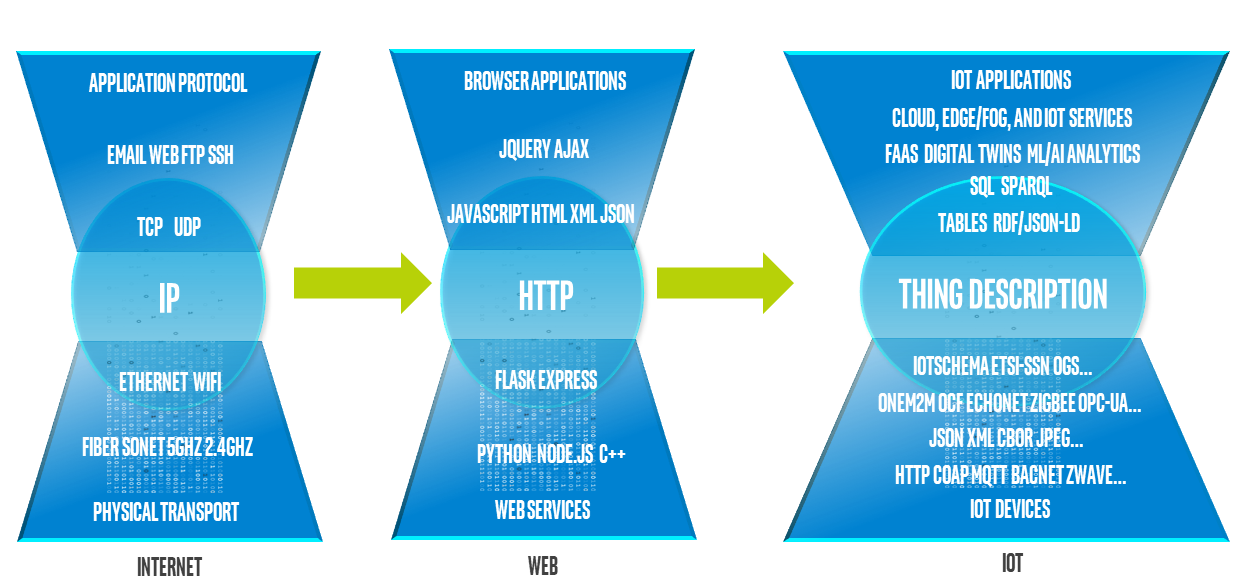 APPLICATION PROTOCOL
EMAIL WEB FTP SSH
TCP UDP
IP
ETHERNET WIFI
FIBER SONET 5GHZ 2.4GHZ
PHYSICAL TRANSPORT
INTERNET
BROWSER APPLICATIONS
JQUERY AJAX
JAVASCRIPT HTML XML JSON
HTTP
FLASK EXPRESS
PYTHON NODE.JS C++
WEB SERVICES
WEB
IOT APPLICATIONS
CLOUD, EDGE/FOG, AND IOT SERVICES
FAAS DIGITAL TWINS ML/AI ANALYTICS
SQL SPARQL
TABLES RDF/JSON-LD
THING DESCRIPTION
IOTSCHEMA ETSI-SSN OGS...
ONEM2M OCF ECHONET ZIGBEE OPC-UA...
JSON XML CBOR JPEG...
HTTP COAP MQTT BACNET ZWAVE...
IOT DEVICES
IOT